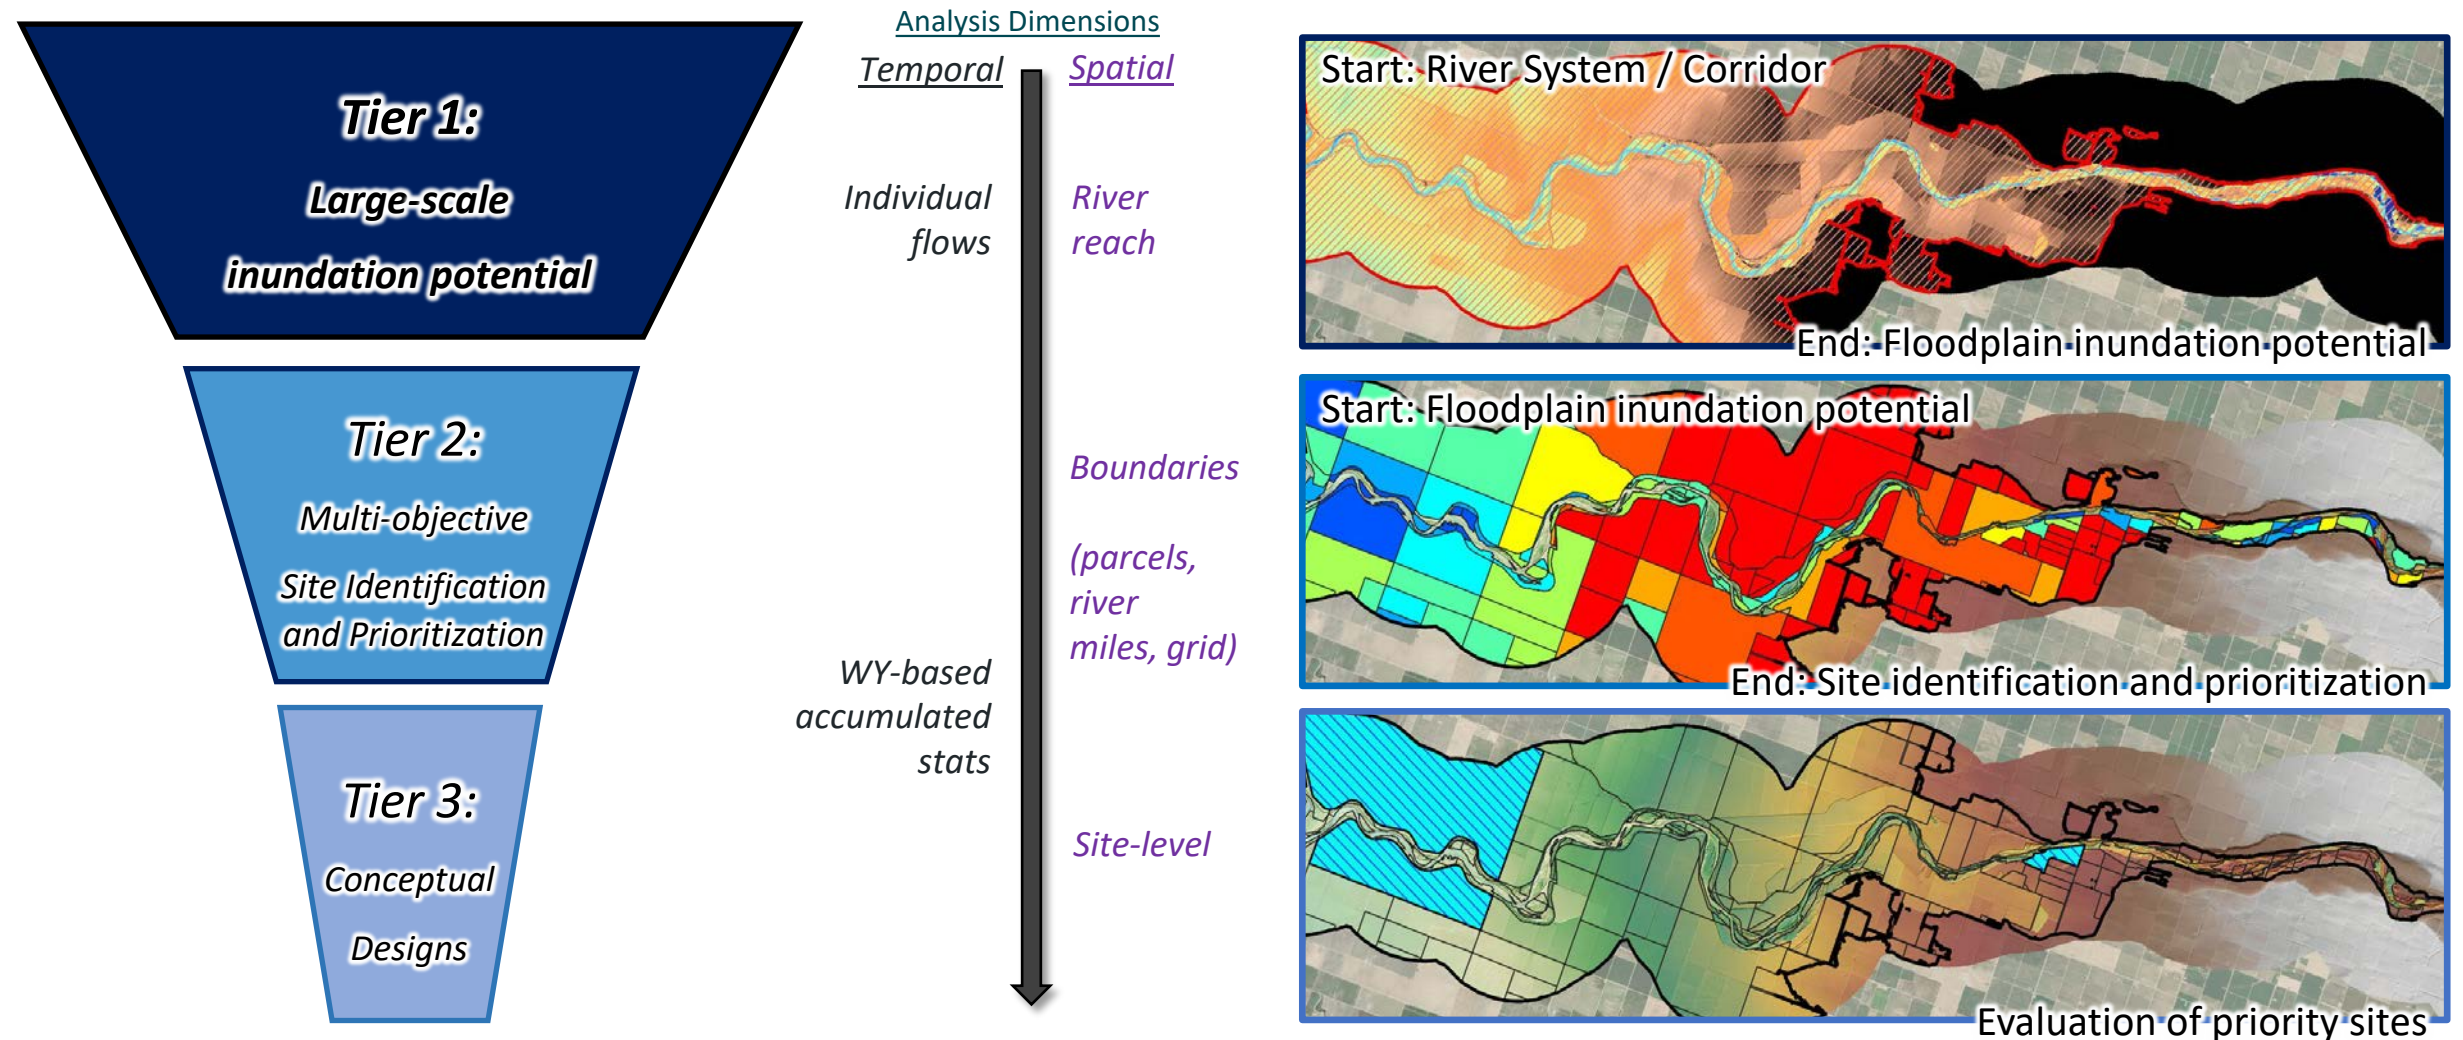 Tier 1:
Large-scale
inundation potential
Tier 2:
Multi-objective
Site Identification
and Prioritization
Tier 3:
Conceptual
Designs
Analysis Dimensions
Temporal
Spatial
Individual
flows
River
reach
Boundaries
(parcels,
river
miles, grid)
WY-based
accumulated
stats
Site-level
Start: River System / Corridor
End: Floodplain inundation potential
Start: Floodplain inundation potential
End: Site identification and prioritization
Evaluation of priority sites